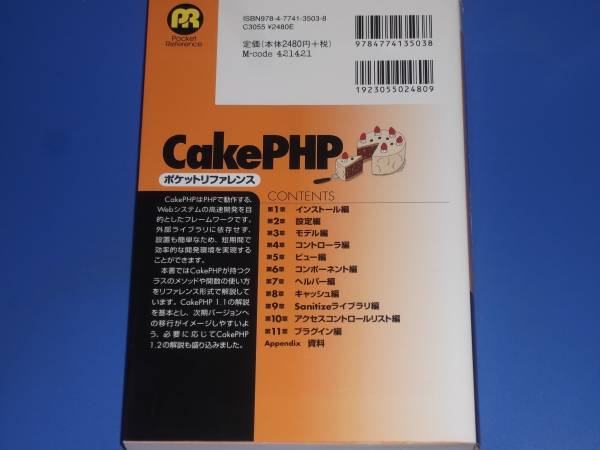 PR
Pocket
Reference
ISBN978-4-7741-3503-8
C3055 ¥2480E
定価(本体2480円+税)
M-code 421421
9784774135038
1923055024809
CakePHP
ポケットリファレンス
CakePHPはPHPで動作する、
Webシステムの高速開発を目
的としたフレームワークです。
外部ライブラリに依存せず、
設置も簡単なため、短期間で
効率的な開発環境を実現する
ことができます。
本書ではCakePHPが持つク
ラスのメソッドや関数の使い方
をリファレンス形式で解説して
います。CakePHP 1.1の解説
を基本とし、次期バージョンへ
の移行がイメージしやすいよ
う、必要に応じてCakePHP
1.2の解説も盛り込みました。
CONTENTS
第1章 インストール編
第2章 設定編
第3章 モデル編
第4章 コントローラ編
第5章 ビュー編
第6章 コンポーネント編
第7章 ヘルパー編
第8章 キャッシュ編
第9章 Sanitizeライブラリ編
第10章 アクセスコントロールリスト編
第11章 プラグイン編
Appendix 資料